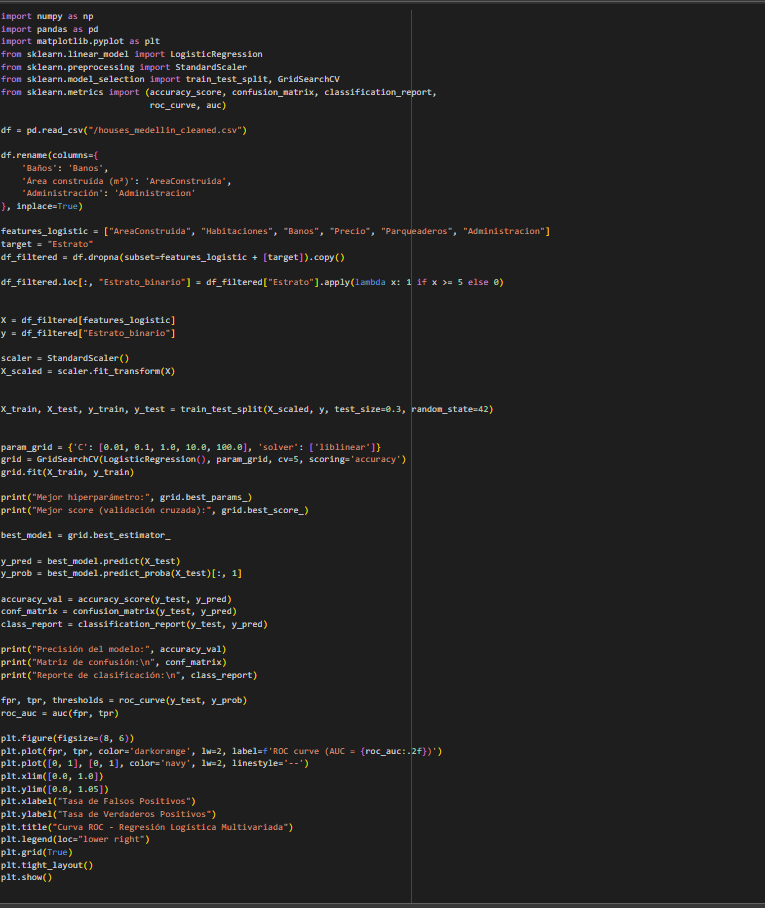 import numpy as np
import pandas as pd
import matplotlib.pyplot as plt
from sklearn.linear_model import LogisticRegression
from sklearn.preprocessing import StandardScaler
from sklearn.model_selection import train_test_split, GridSearchCV
from sklearn.metrics import (accuracy_score, confusion_matrix, classification_report,
                             roc_curve, auc)
df = pd.read_csv("/houses_medellin_cleaned.csv")
df.rename(columns={
    'Baños': 'Banos',
    'Área construída (m²)': 'AreaConstruida',
    'Administración': 'Administracion'
}, inplace=True)
features_logistic = ["AreaConstruida", "Habitaciones", "Banos", "Precio", "Parqueaderos", "Administracion"]
target = "Estrato"
df_filtered = df.dropna(subset=features_logistic + [target]).copy()
df_filtered.loc[:, "Estrato_binario"] = df_filtered["Estrato"].apply(lambda x: 1 if x >= 5 else 0)
X = df_filtered[features_logistic]
y = df_filtered["Estrato_binario"]
scaler = StandardScaler()
X_scaled = scaler.fit_transform(X)
X_train, X_test, y_train, y_test = train_test_split(X_scaled, y, test_size=0.3, random_state=42)
param_grid = {'C': [0.01, 0.1, 1.0, 10.0, 100.0], 'solver': ['liblinear']}
grid = GridSearchCV(LogisticRegression(), param_grid, cv=5, scoring='accuracy')
grid.fit(X_train, y_train)
print("Mejor hiperparámetro:", grid.best_params_)
print("Mejor score (validación cruzada):", grid.best_score_)
best_model = grid.best_estimator_
y_pred = best_model.predict(X_test)
y_prob = best_model.predict_proba(X_test)[:, 1]
accuracy_val = accuracy_score(y_test, y_pred)
conf_matrix = confusion_matrix(y_test, y_pred)
class_report = classification_report(y_test, y_pred)
print("Precisión del modelo:", accuracy_val)
print("Matriz de confusión:\n", conf_matrix)
print("Reporte de clasificación:\n", class_report)
fpr, tpr, thresholds = roc_curve(y_test, y_prob)
roc_auc = auc(fpr, tpr)
plt.figure(figsize=(8, 6))
plt.plot(fpr, tpr, color='darkorange', lw=2, label=f'ROC curve (AUC = {roc_auc:.2f})')
plt.plot([0, 1], [0, 1], color='navy', lw=2, linestyle='--')
plt.xlim([0.0, 1.0])
plt.ylim([0.0, 1.05])
plt.xlabel("Tasa de Falsos Positivos")
plt.ylabel("Tasa de Verdaderos Positivos")
plt.title("Curva ROC - Regresión Logística Multivariada")
plt.legend(loc="lower right")
plt.grid(True)
plt.tight_layout()
plt.show()